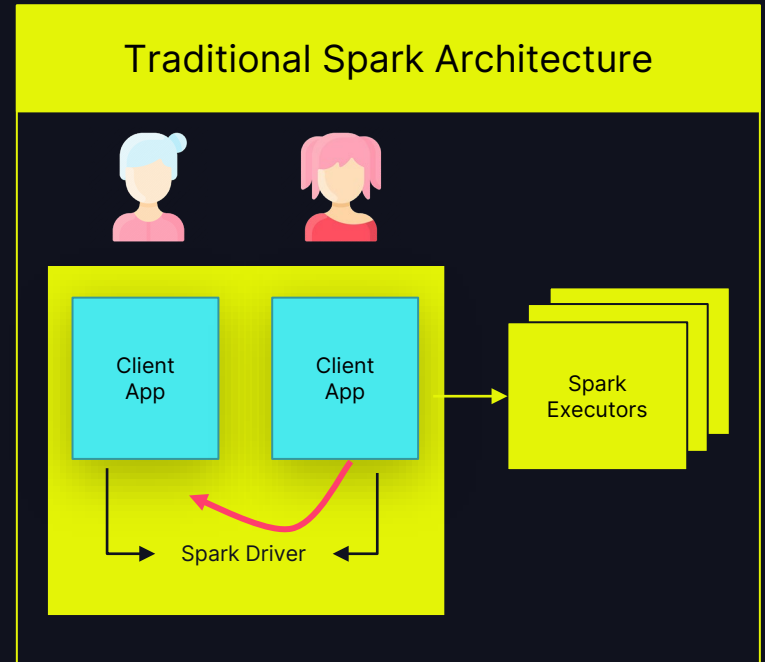 Traditional Spark Architecture
Client
App
Client
App
Spark
Executors
Spark Driver